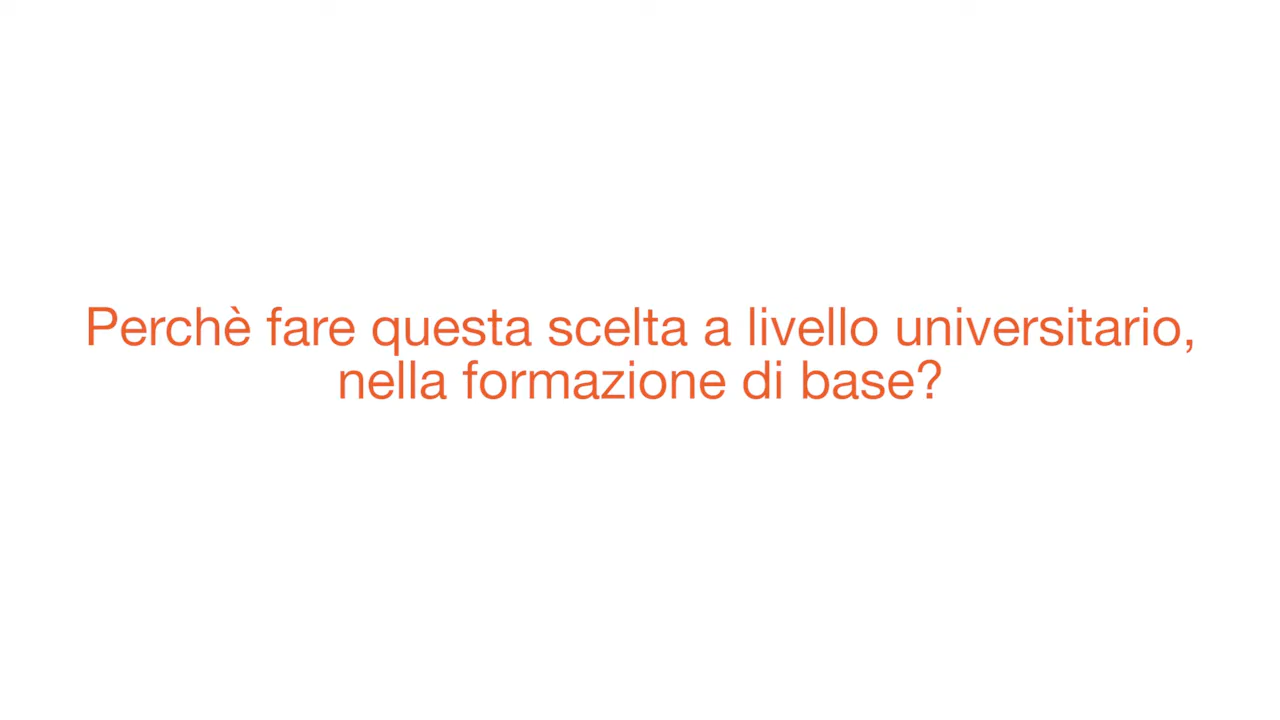 Perchè fare questa scelta a livello universitario,
nella formazione di base?